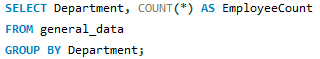 SELECT Department, COUNT(*) AS EmployeeCount
FROM general_data
GROUP BY Department;